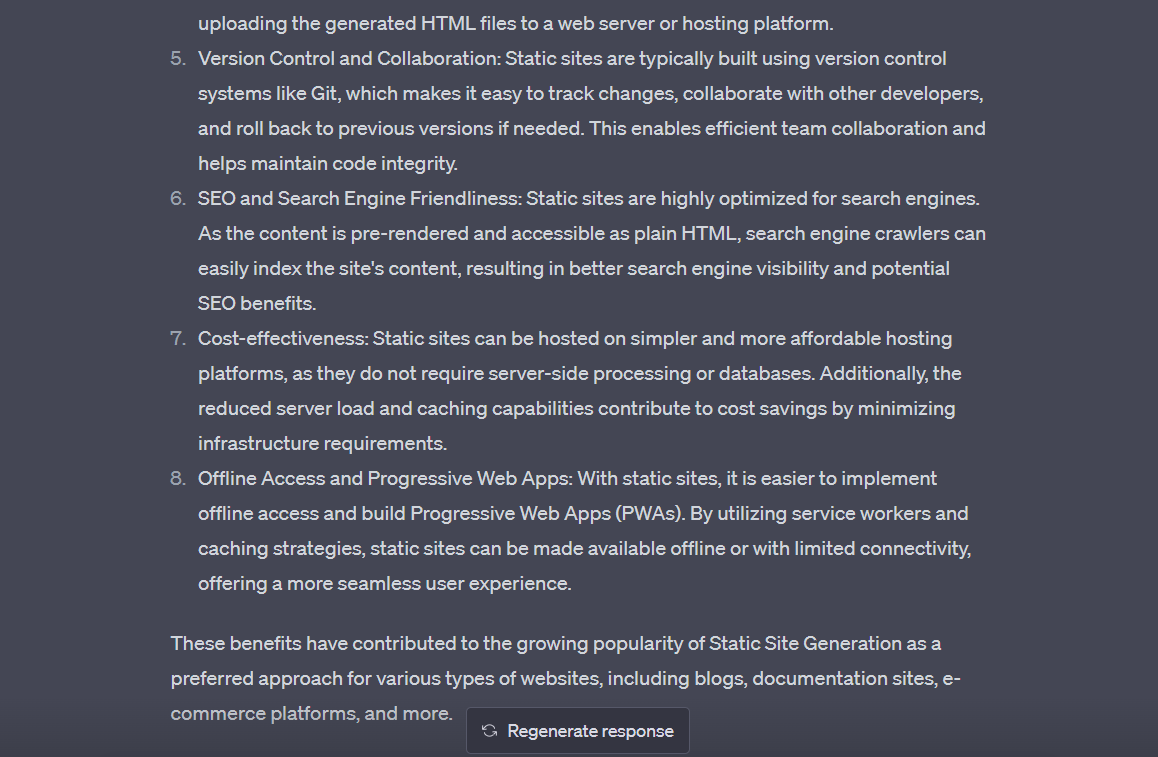 uploading the generated HTML files to a web server or hosting platform.
5. Version Control and Collaboration: Static sites are typically built using version control
systems like Git, which makes it easy to track changes, collaborate with other developers,
and roll back to previous versions if needed. This enables efficient team collaboration and
helps maintain code integrity.
6. SEO and Search Engine Friendliness: Static sites are highly optimized for search engines.
As the content is pre-rendered and accessible as plain HTML, search engine crawlers can
easily index the site's content, resulting in better search engine visibility and potential
SEO benefits.
7. Cost-effectiveness: Static sites can be hosted on simpler and more affordable hosting
platforms, as they do not require server-side processing or databases. Additionally, the
reduced server load and caching capabilities contribute to cost savings by minimizing
infrastructure requirements.
8. Offline Access and Progressive Web Apps: With static sites, it is easier to implement
offline access and build Progressive Web Apps (PWAs). By utilizing service workers and
caching strategies, static sites can be made available offline or with limited connectivity,
offering a more seamless user experience.
These benefits have contributed to the growing popularity of Static Site Generation as a
preferred approach for various types of websites, including blogs, documentation sites, e-
commerce platforms, and more.
Regenerate response